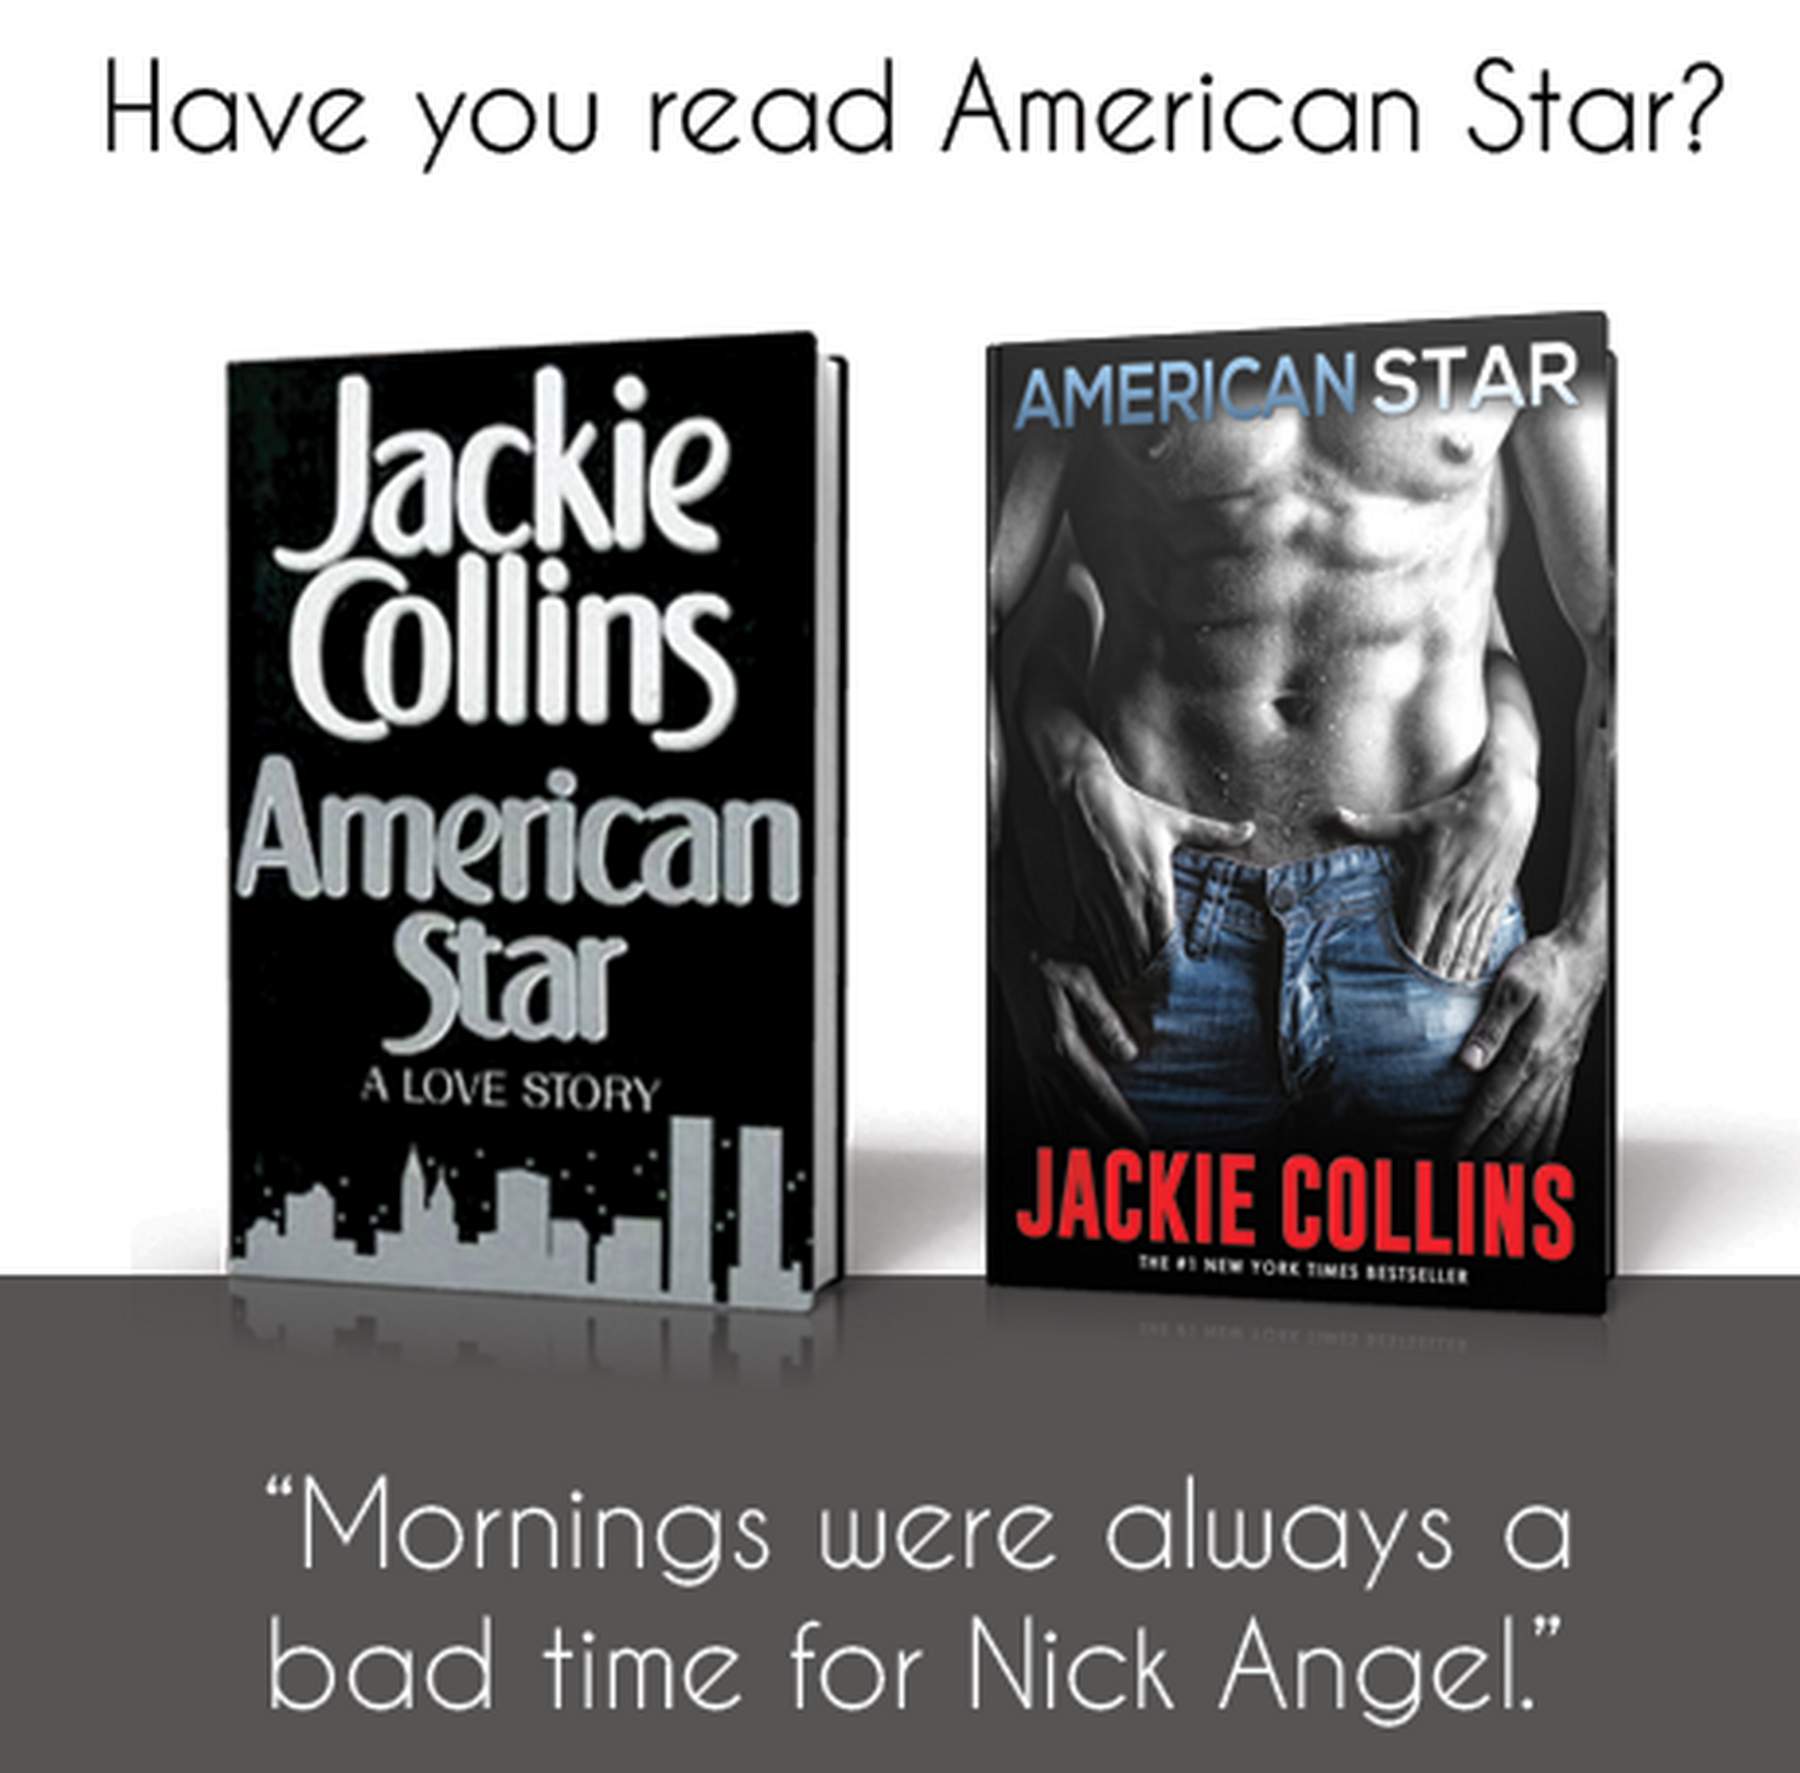 Have you read American Star?
Jackie
Collins
American
Star
A LOVE STORY
AMERICAN STAR
JACKIE COLLINS
THE #1 NEW YORK TIMES BESTSELLER
“Mornings were always a
bad time for Nick Angel.”